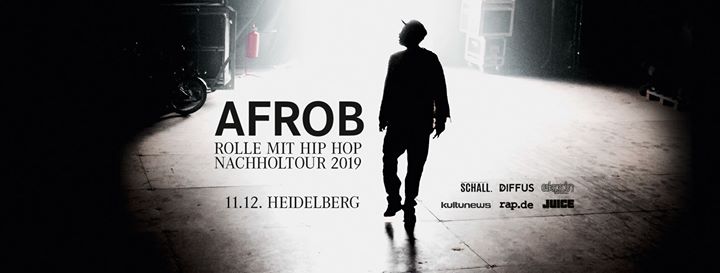 AFROB
ROLLE MIT HIP HOP
NACHHOLTOUR 2019
11.12. HEIDELBERG
SCHALL. DIFFUS
kulturnews rap.de JUICE